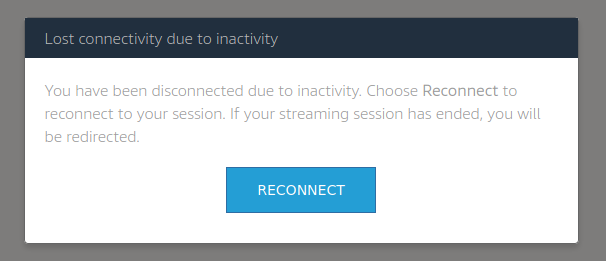 Lost connectivity due to inactivity
You have been disconnected due to inactivity. Choose Reconnect to
reconnect to your session. If your streaming session has ended, you will
be redirected.
RECONNECT